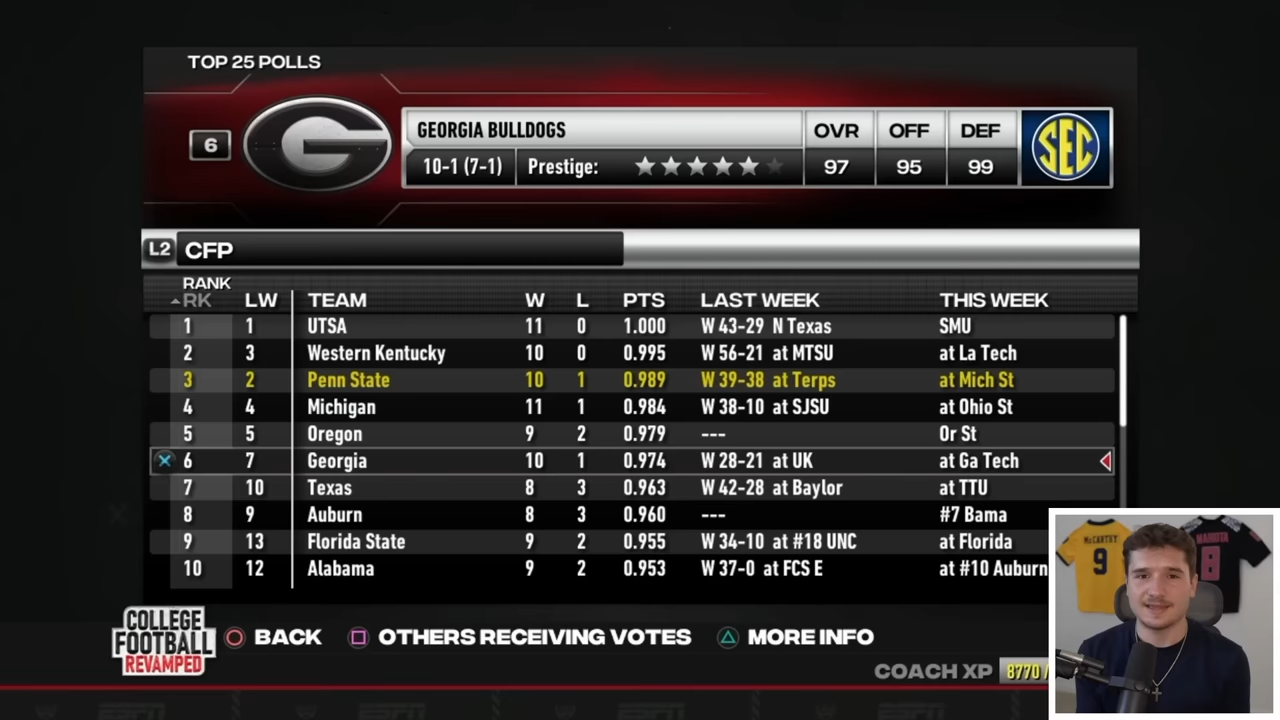 TOP 25 POLLS
6
GEORGIA BULLDOGS OVR OFF DEF
10-1 (7-1) Prestige: 97 95 99
SEC
L2 CFP
RANK
RK LW TEAM W L PTS LAST WEEK THIS WEEK
1 1 UTSA 11 0 1.000 W 43-29 N Texas SMU
2 3 Western Kentucky 10 0 0.995 W 56-21 at MTSU at La Tech
3 2 Penn State 10 1 0.989 W 39-38 at Terps at Mich St
4 4 Michigan 11 1 0.984 W 38-10 at SJSU at Ohio St
5 5 Oregon 9 2 0.979 --- Or St
6 7 Georgia 10 1 0.974 W 28-21 at UK at Ga Tech
7 10 Texas 8 3 0.963 W 42-28 at Baylor at TTU
8 9 Auburn 8 3 0.960 --- #7 Bama
9 13 Florida State 9 2 0.955 W 34-10 at #18 UNC at Florida
10 12 Alabama 9 2 0.953 W 37-0 at FCS E at #10 Auburn
COLLEGE
FOOTBALL
REVAMPED
BACK OTHERS RECEIVING VOTES MORE INFO
COACH XP 8770 /
McCARTHY
9
MARIOTA
8